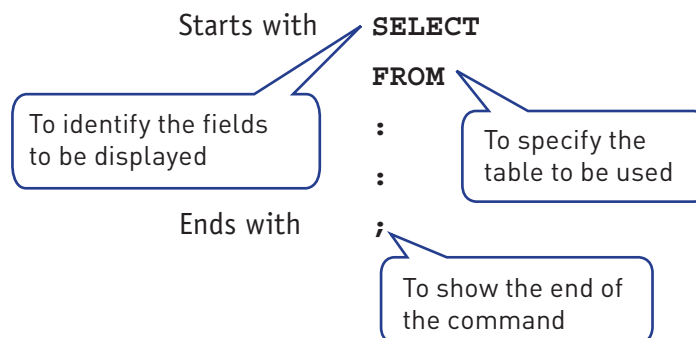 Starts with SELECT
FROM
To identify the fields
to be displayed
:
To specify the
table to be used
:
Ends with ;
To show the end of
the command